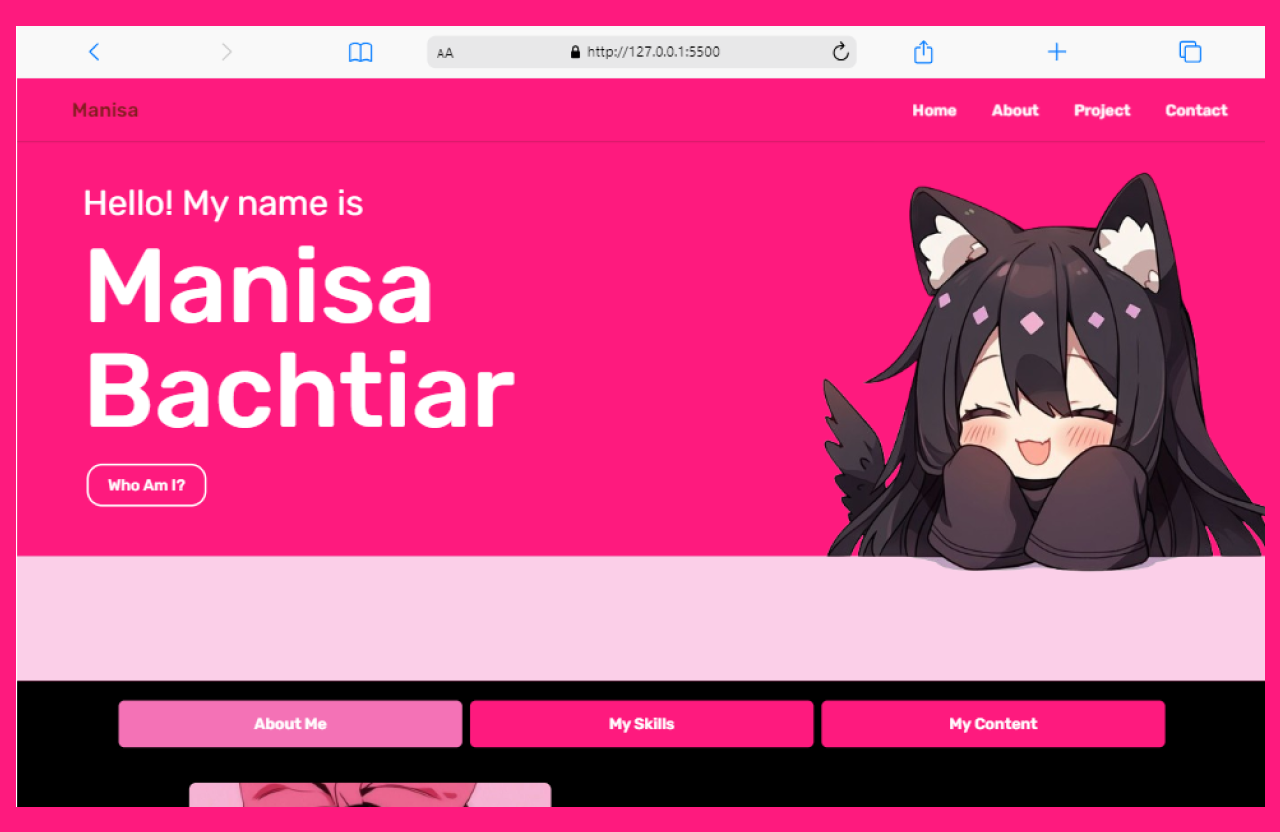 AA http://127.0.0.1:5500
Manisa Home About Project Contact
Hello! My name is
Manisa
Bachtiar
Who Am I?
About Me My Skills My Content